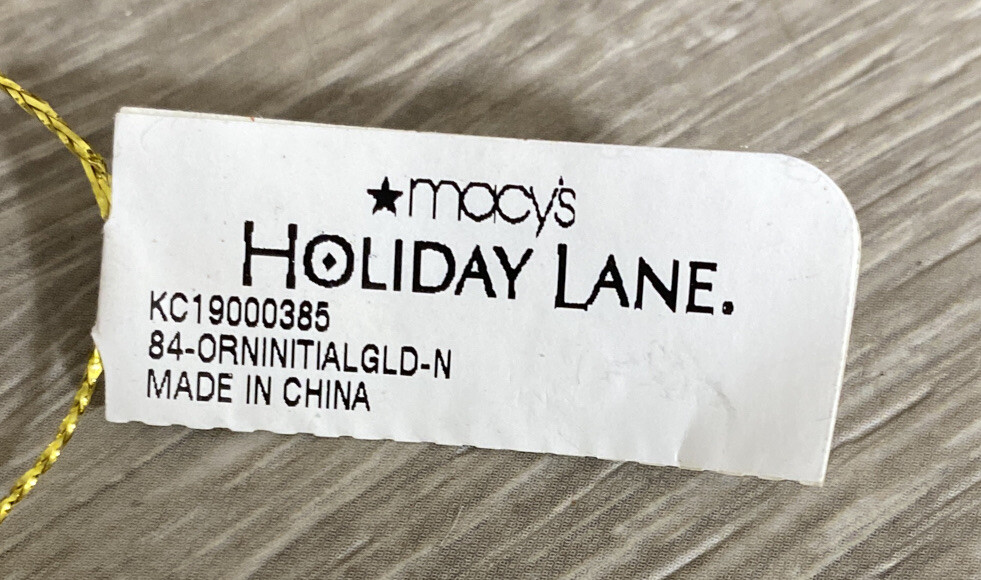 ★macy's
HOLIDAY LANE.
KC19000385
84-ORNINITIALGLD-N
MADE IN CHINA